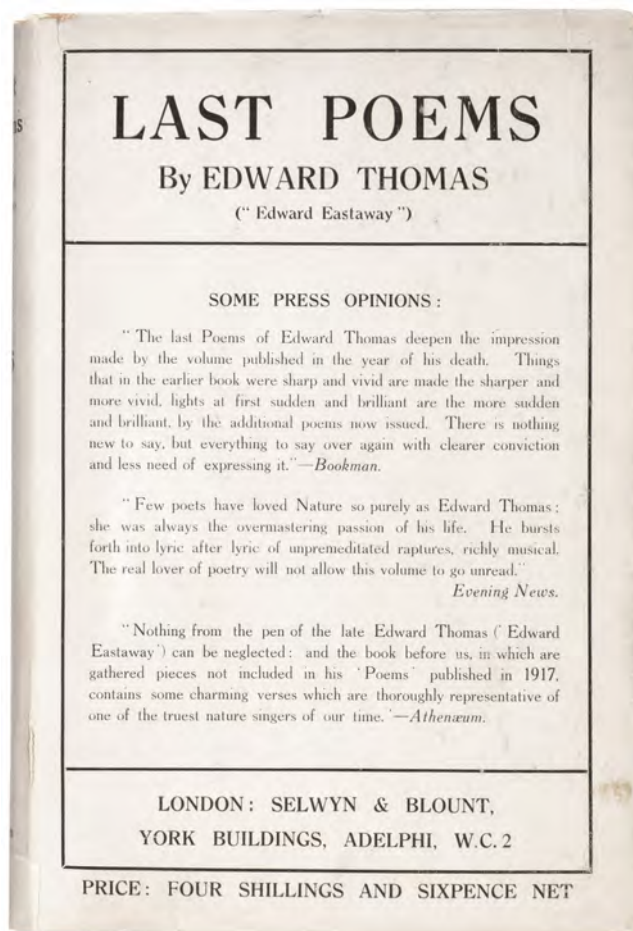 LAST POEMS
By EDWARD THOMAS
(" Edward Eastaway ")
SOME PRESS OPINIONS :
" The last Poems of Edward Thomas deepen the impression
made by the volume published in the year of his death. Things
that in the earlier book were sharp and vivid are made the sharper and
more vivid, lights at first sudden and brilliant are the more sudden
and brilliant, by the additional poems now issued. There is nothing
new to say, but everything to say over again with clearer conviction
and less need of expressing it."—Bookman.
" Few poets have loved Nature so purely as Edward Thomas ;
she was always the overmastering passion of his life. He bursts
forth into lyric after lyric of unpremeditated raptures, richly musical.
The real lover of poetry will not allow this volume to go unread."
Evening News.
" Nothing from the pen of the late Edward Thomas (' Edward
Eastaway ') can be neglected : and the book before us, in which are
gathered pieces not included in his ' Poems ' published in 1917,
contains some charming verses which are thoroughly representative of
one of the truest nature singers of our time.'—Athenæum.
LONDON : SELWYN & BLOUNT,
YORK BUILDINGS, ADELPHI, W.C. 2
PRICE : FOUR SHILLINGS AND SIXPENCE NET